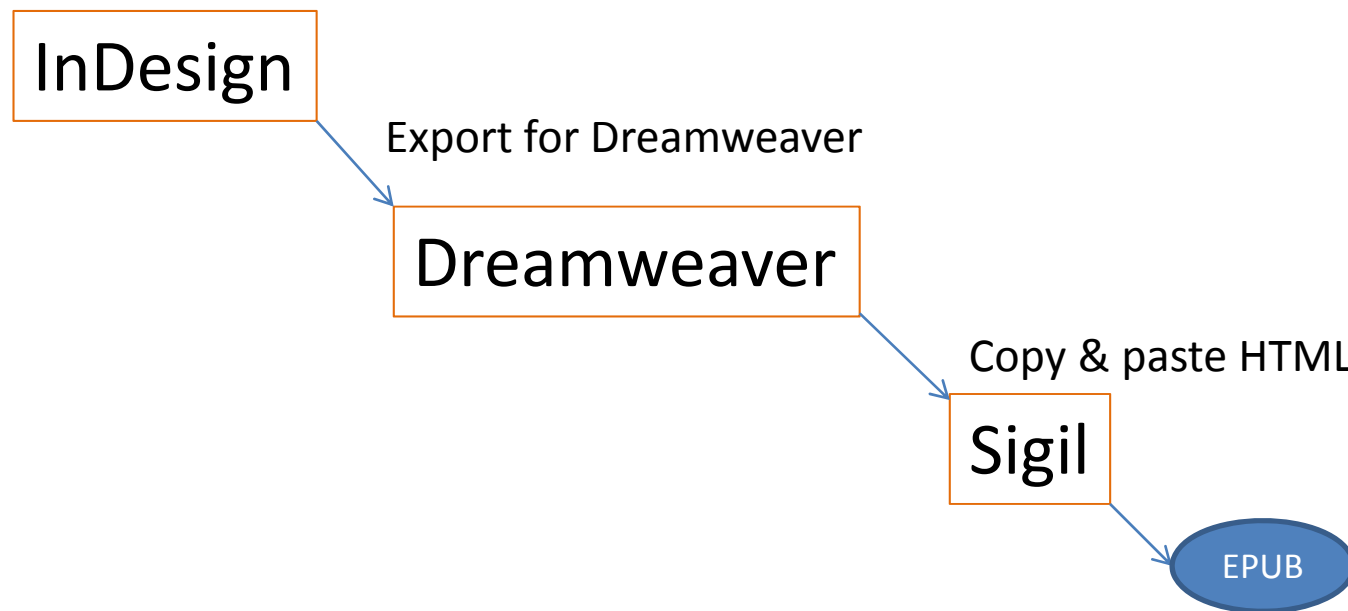 InDesign
Export for Dreamweaver
Dreamweaver
Copy & paste HTML
Sigil
EPUB